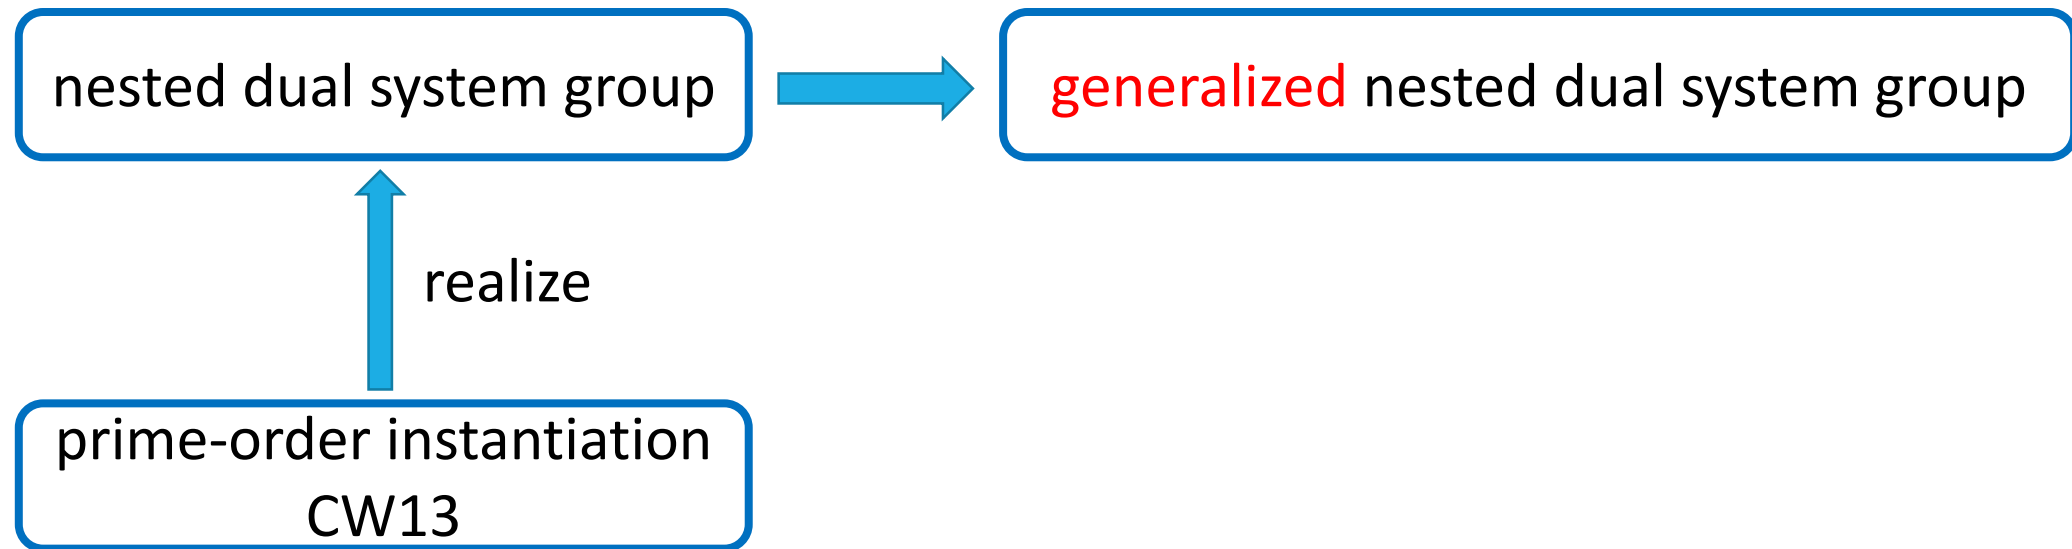 nested dual system group
generalized nested dual system group
realize
prime-order instantiation
CW13